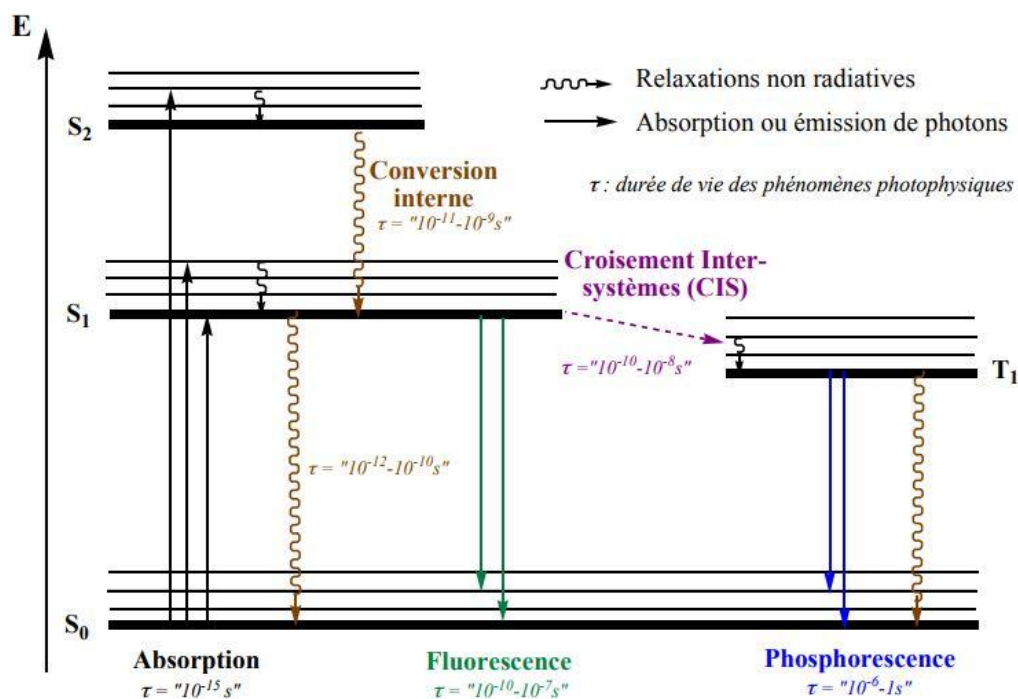 E
Relaxations non radiatives
Absorption ou émission de photons
τ : durée de vie des phénomènes photophysiques
S₂
Conversion
interne
τ = "10⁻¹¹-10⁻⁹s"
Croisement Inter-
systèmes (CIS)
S₁
τ ="10⁻¹⁰-10⁻⁸s"
T₁
τ = "10⁻¹²-10⁻¹⁰s"
S₀
Absorption
τ = "10⁻¹⁵ s"
Fluorescence
τ = "10⁻¹⁰-10⁻⁷s"
Phosphorescence
τ = "10⁻⁶-1s"